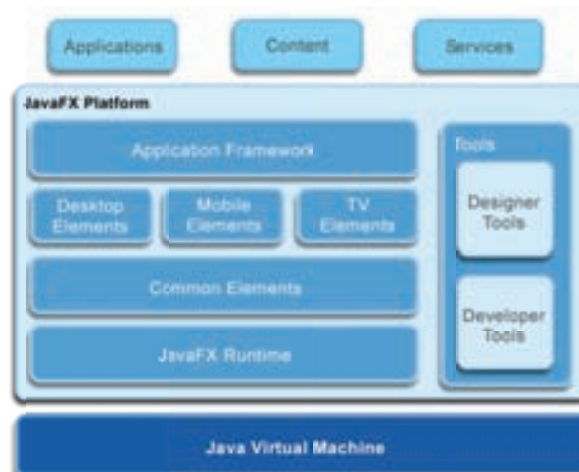 Applications
Content
Services
JavaFX Platform
Application Framework
Desktop
Elements
Mobile
Elements
TV
Elements
Common Elements
JavaFX Runtime
Tools
Designer
Tools
Developer
Tools
Java Virtual Machine